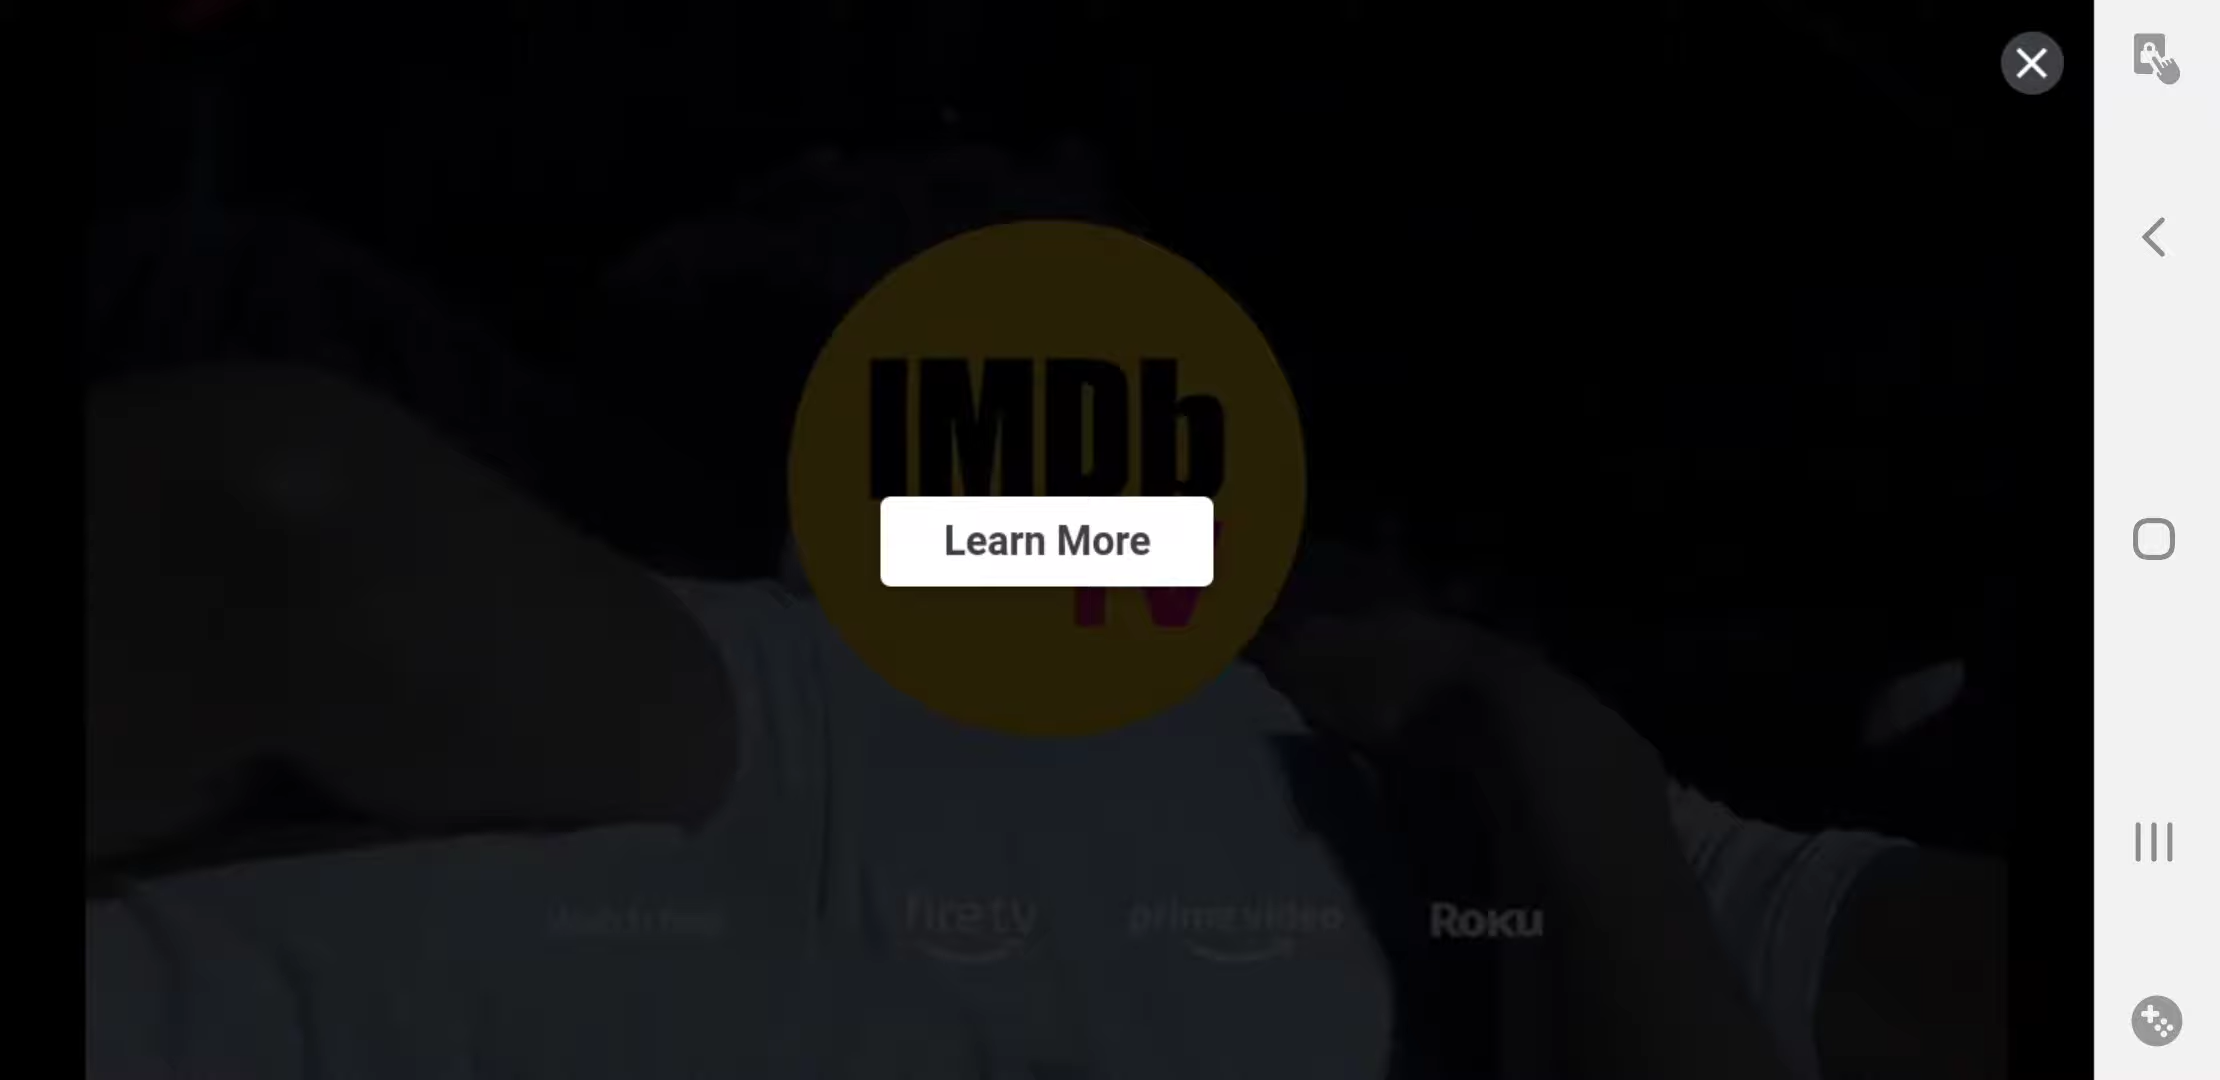 IMDb
TV
Learn More
fire tv
prime video
Roku